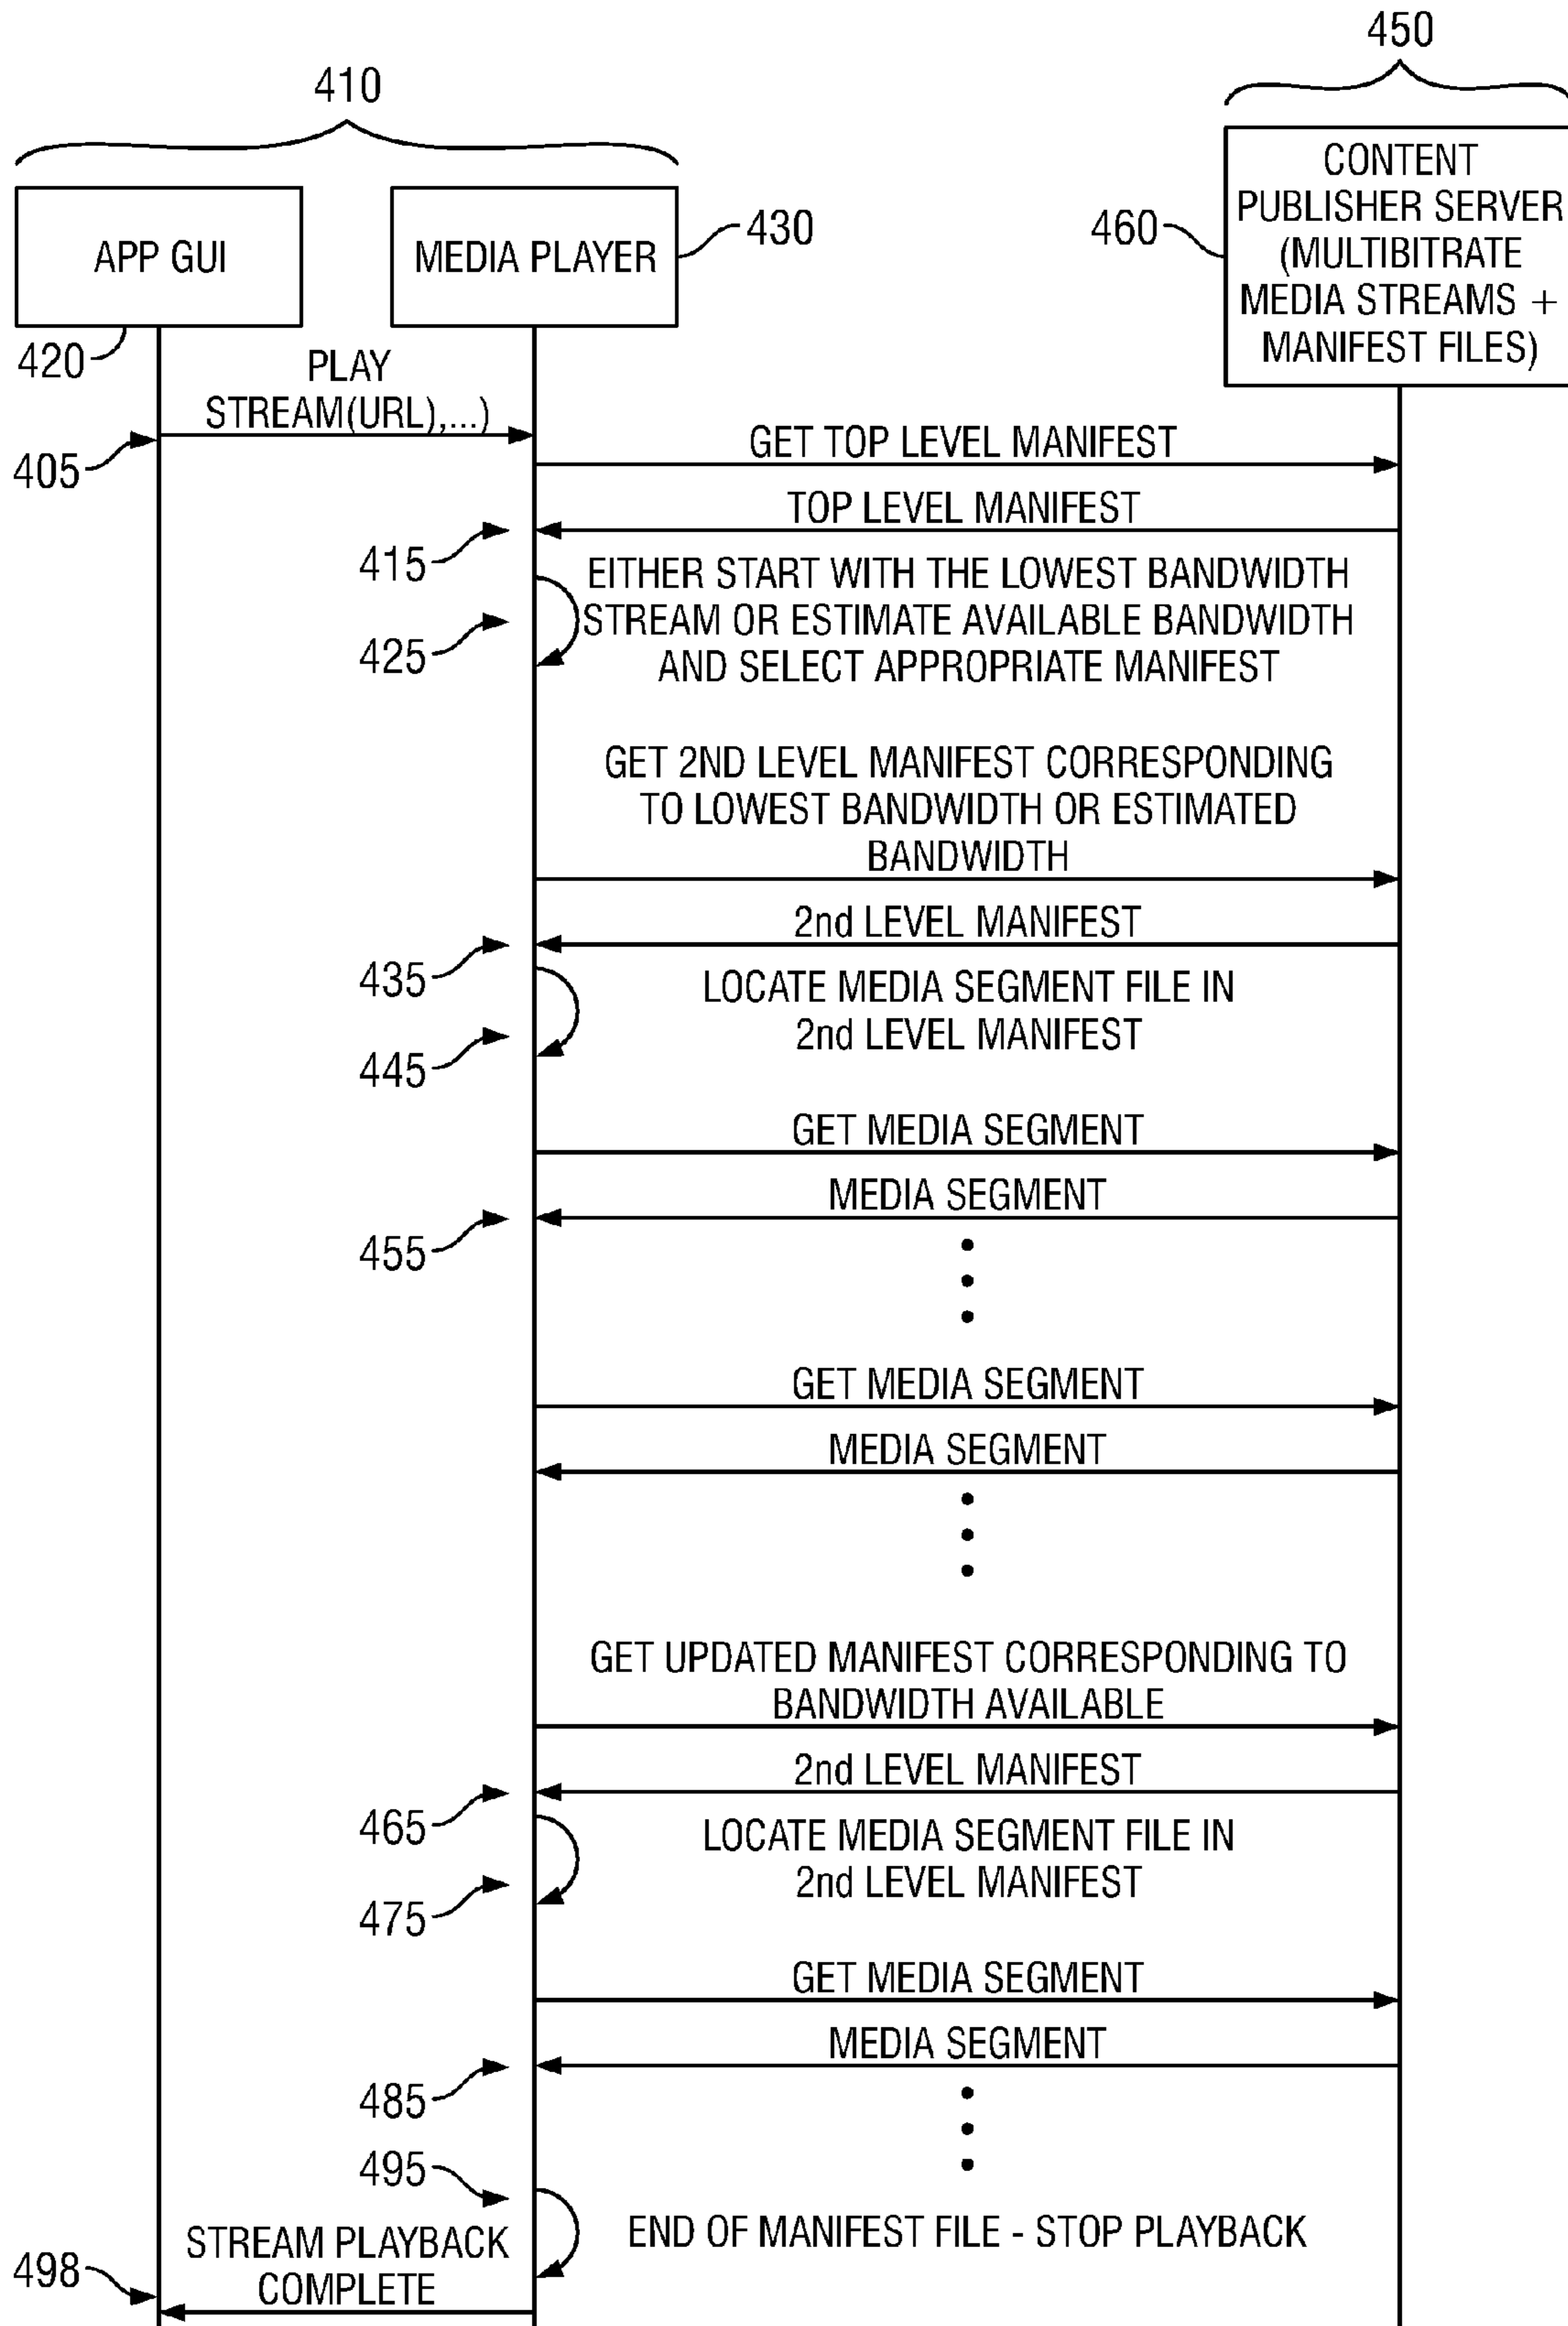 450
410
CONTENT
PUBLISHER SERVER
(MULTIBITRATE
MEDIA STREAMS +
MANIFEST FILES)
460
APP GUI
MEDIA PLAYER
430
420
PLAY
STREAM(URL),...)
405
GET TOP LEVEL MANIFEST
TOP LEVEL MANIFEST
415
EITHER START WITH THE LOWEST BANDWIDTH
STREAM OR ESTIMATE AVAILABLE BANDWIDTH
AND SELECT APPROPRIATE MANIFEST
425
GET 2ND LEVEL MANIFEST CORRESPONDING
TO LOWEST BANDWIDTH OR ESTIMATED
BANDWIDTH
2nd LEVEL MANIFEST
435
LOCATE MEDIA SEGMENT FILE IN
2nd LEVEL MANIFEST
445
GET MEDIA SEGMENT
MEDIA SEGMENT
455
GET MEDIA SEGMENT
MEDIA SEGMENT
GET UPDATED MANIFEST CORRESPONDING TO
BANDWIDTH AVAILABLE
2nd LEVEL MANIFEST
465
LOCATE MEDIA SEGMENT FILE IN
2nd LEVEL MANIFEST
475
GET MEDIA SEGMENT
MEDIA SEGMENT
485
495
END OF MANIFEST FILE - STOP PLAYBACK
STREAM PLAYBACK
COMPLETE
498